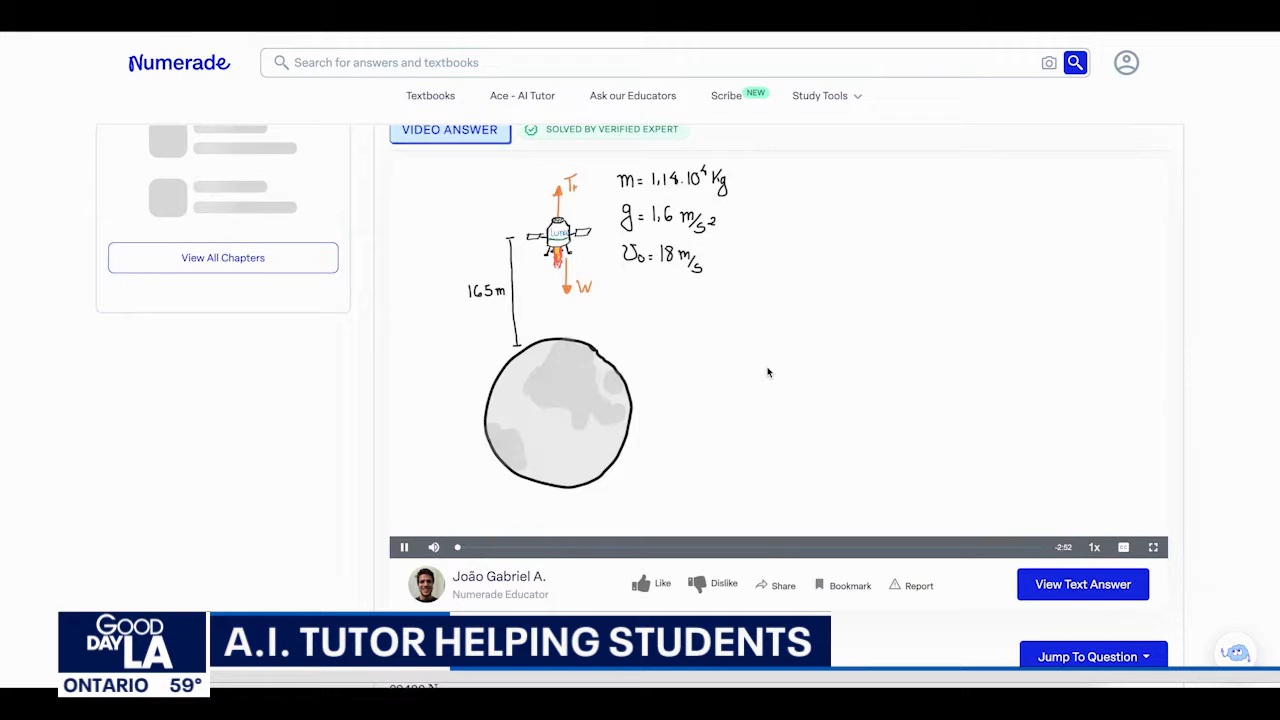 Numerade
Search for answers and textbooks
Textbooks
Ace - AI Tutor
Ask our Educators
Scribe NEW
Study Tools
VIDEO ANSWER
SOLVED BY VERIFIED EXPERT
View All Chapters
m = 1,14.10⁴ Kg
g = 1,6 m/s²
v₀ = 18 m/s
LUNA
W
165m
-2:52
1x
João Gabriel A.
Numerade Educator
Like
Dislike
Share
Bookmark
Report
View Text Answer
Jump To Question
GOOD
DAY LA
ONTARIO 59°
A.I. TUTOR HELPING STUDENTS